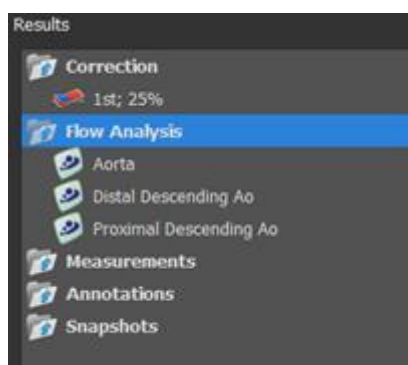 Results
Correction
1st; 25%
Flow Analysis
Aorta
Distal Descending Ao
Proximal Descending Ao
Measurements
Annotations
Snapshots